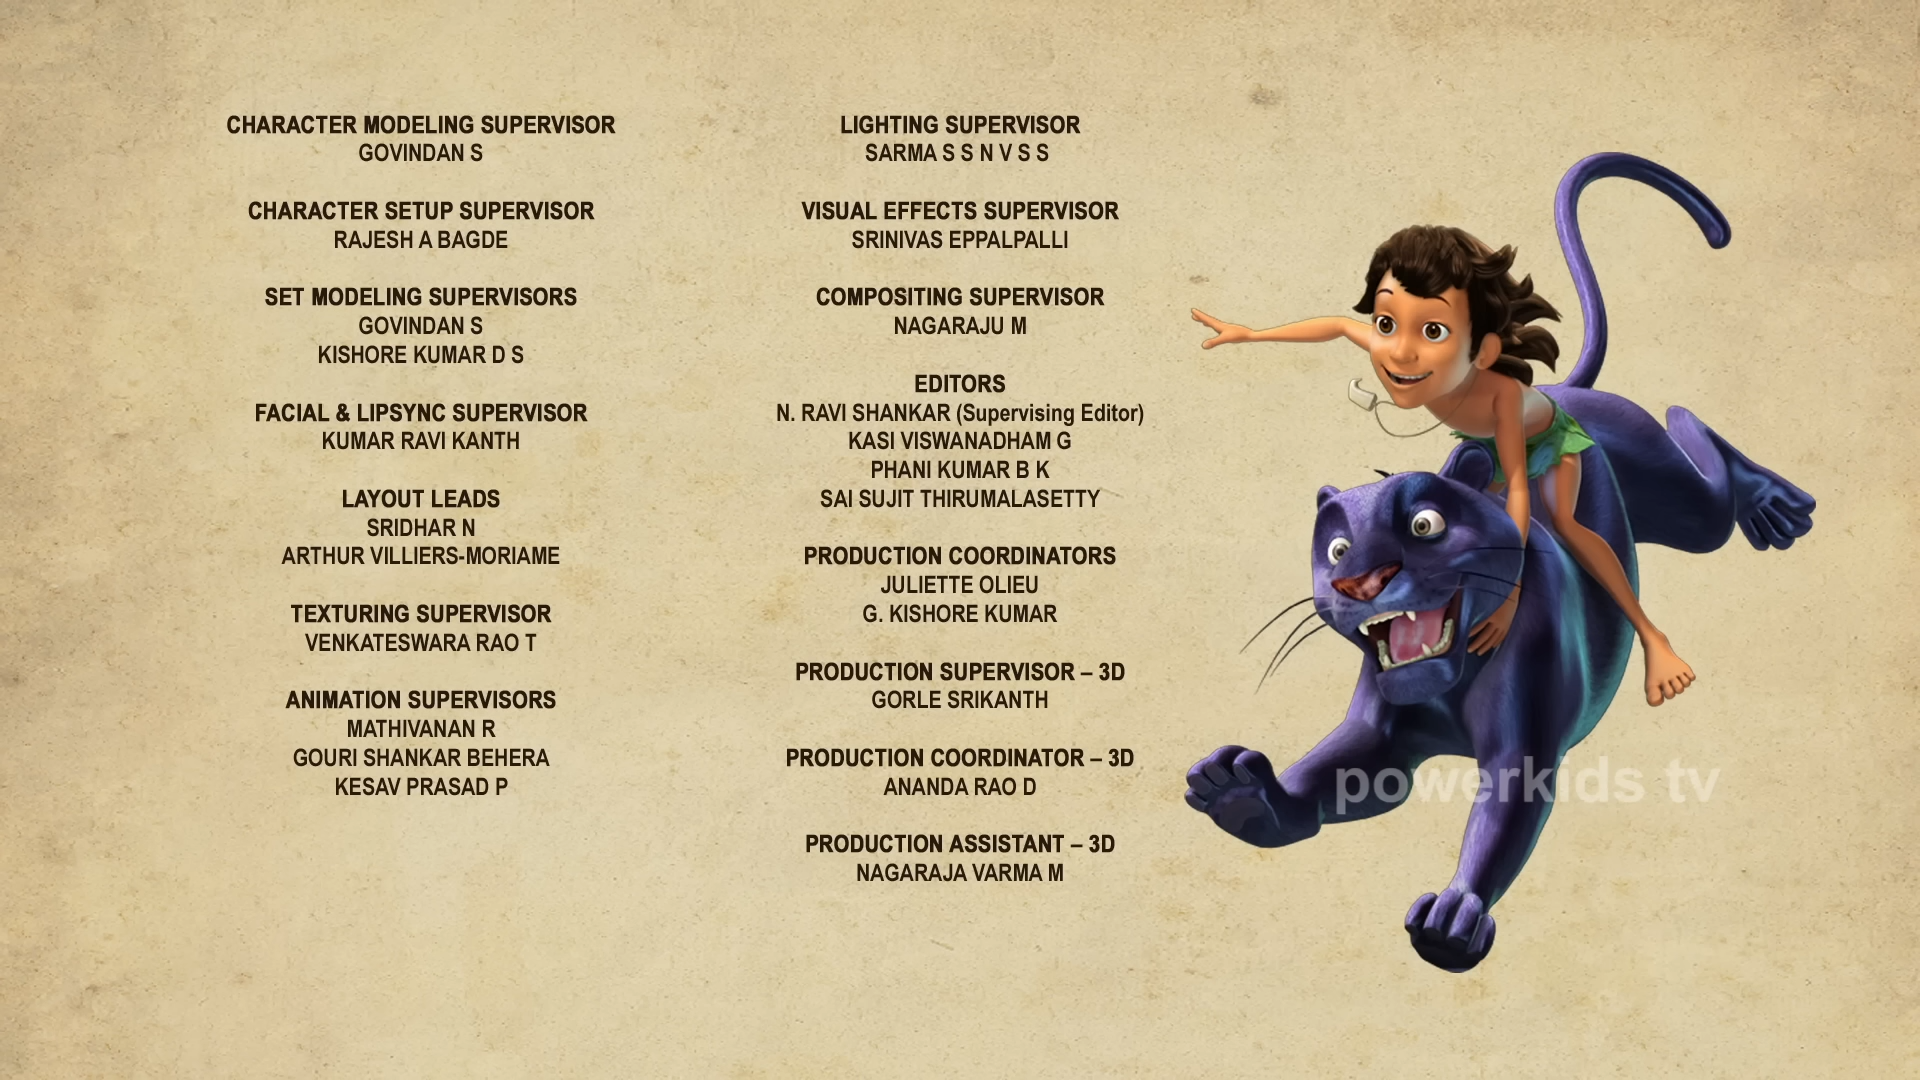 CHARACTER MODELING SUPERVISOR
GOVINDAN S
CHARACTER SETUP SUPERVISOR
RAJESH A BAGDE
SET MODELING SUPERVISORS
GOVINDAN S
KISHORE KUMAR D S
FACIAL & LIPSYNC SUPERVISOR
KUMAR RAVI KANTH
LAYOUT LEADS
SRIDHAR N
ARTHUR VILLIERS-MORIAME
TEXTURING SUPERVISOR
VENKATESWARA RAO T
ANIMATION SUPERVISORS
MATHIVANAN R
GOURI SHANKAR BEHERA
KESAV PRASAD P
LIGHTING SUPERVISOR
SARMA S S N V S S
VISUAL EFFECTS SUPERVISOR
SRINIVAS EPPALPALLI
COMPOSITING SUPERVISOR
NAGARAJU M
EDITORS
N. RAVI SHANKAR (Supervising Editor)
KASI VISWANADHAM G
PHANI KUMAR B K
SAI SUJIT THIRUMALASETTY
PRODUCTION COORDINATORS
JULIETTE OLIEU
G. KISHORE KUMAR
PRODUCTION SUPERVISOR – 3D
GORLE SRIKANTH
PRODUCTION COORDINATOR – 3D
ANANDA RAO D
PRODUCTION ASSISTANT – 3D
NAGARAJA VARMA M
powerkids tv